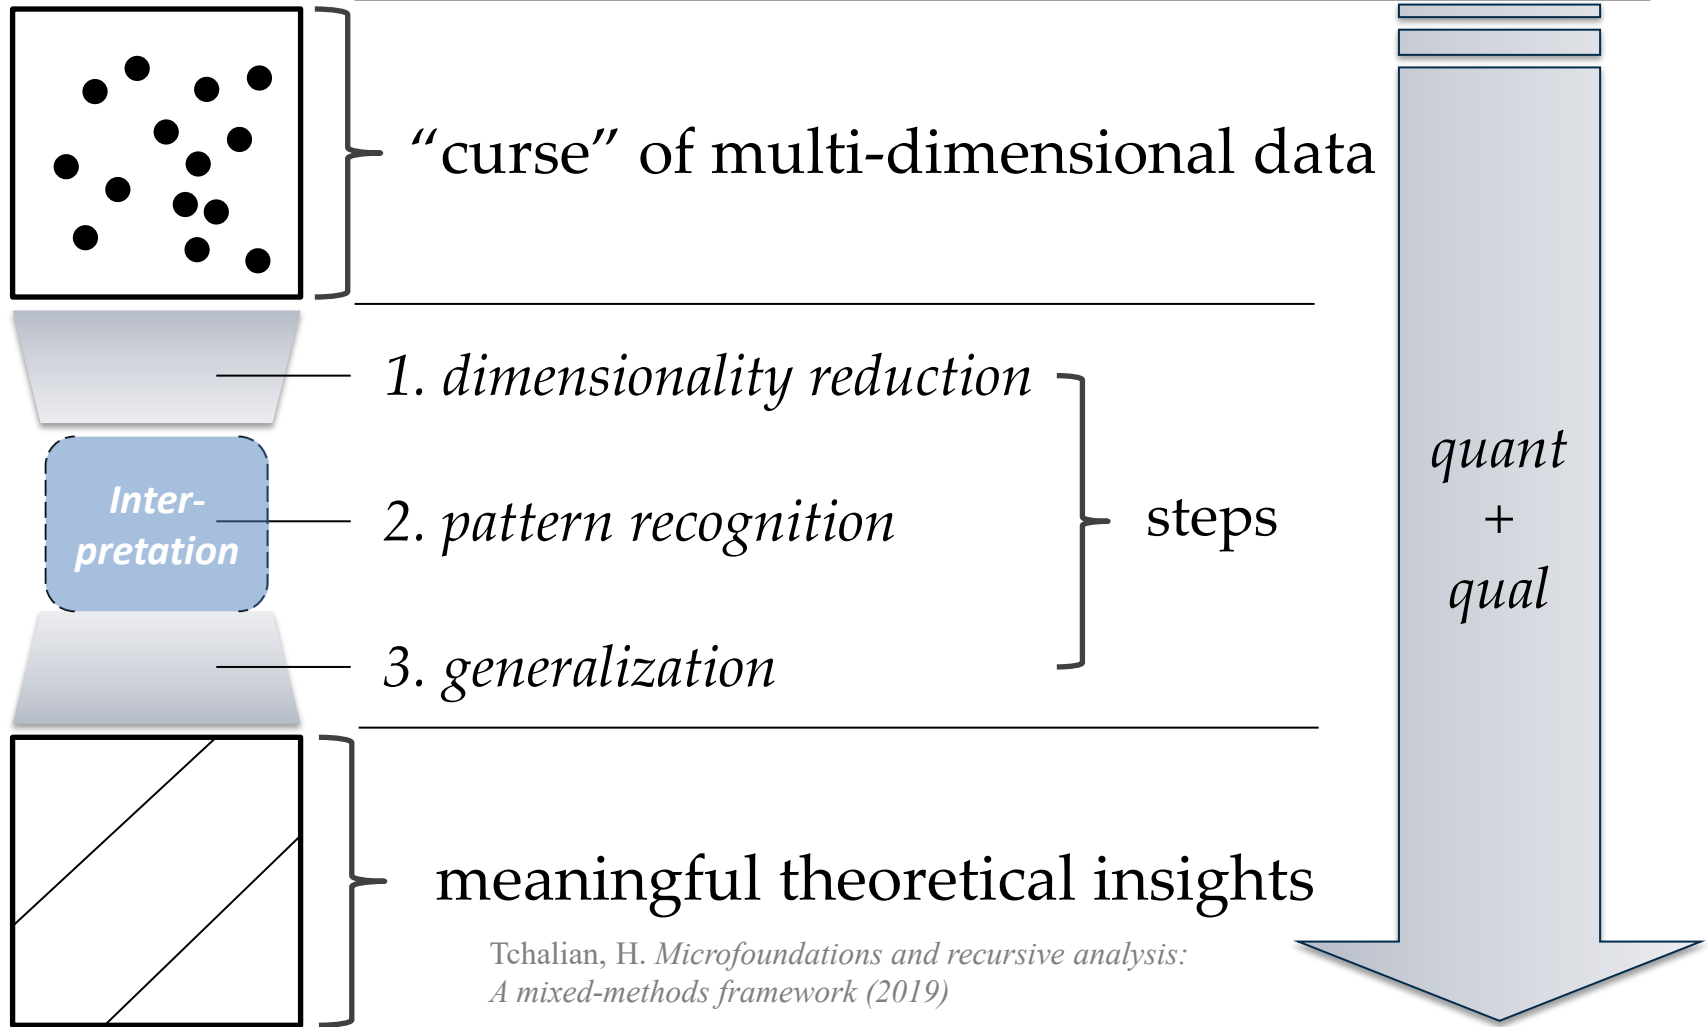 “curse” of multi-dimensional data
1. dimensionality reduction
Inter-
pretation
2. pattern recognition
3. generalization
steps
quant
+
qual
meaningful theoretical insights
Tchalian, H. Microfoundations and recursive analysis:
A mixed-methods framework (2019)